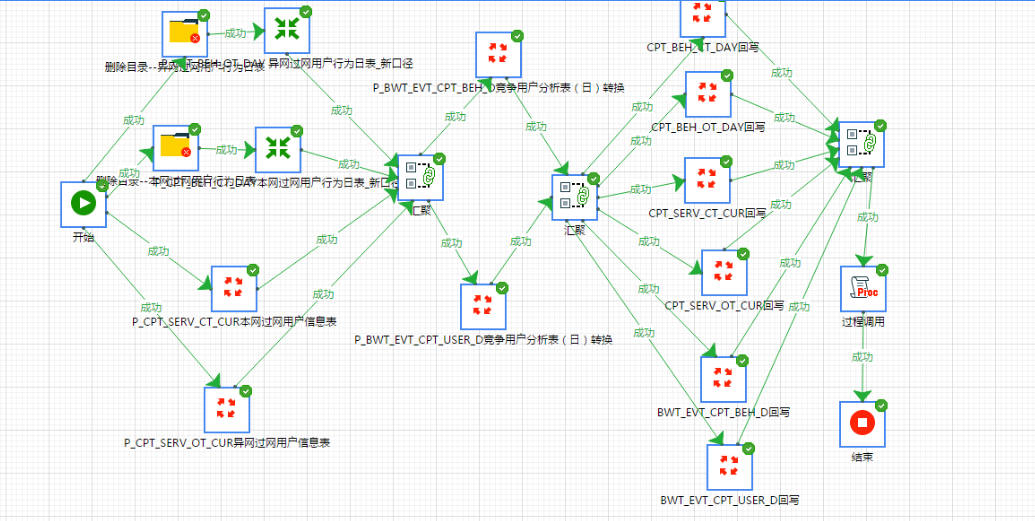 成功
P_CPT_BEH_OT_DAY 异网过网用户行为日表_新口径
删除目录--异网过网用户行为日表
成功
成功
P_BWT_EVT_CPT_BEH_D竞争用户分析表（日）转换
成功
成功
CPT_BEH_OT_DAY回写
成功
成功
CPT_BEH_OT_DAY回写
成功
成功
成功
成功
成功
删除目录--本网过网用户行为日表
P_CPT_BEH_CT_DAY本网过网用户行为日表_新口径
开始
汇聚
汇聚
汇聚
成功
成功
CPT_SERV_CT_CUR回写
成功
成功
成功
成功
成功
成功
成功
成功
CPT_SERV_OT_CUR回写
成功
成功
成功
成功
成功
P_CPT_SERV_CT_CUR本网过网用户信息表
过程调用
Proc
成功
P_BWT_EVT_CPT_USER_D竞争用户分析表（日）转换
成功
BWT_EVT_CPT_BEH_D回写
P_CPT_SERV_OT_CUR异网过网用户信息表
结束
BWT_EVT_CPT_USER_D回写